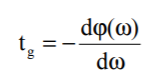 t_g = − dφ(ω) / dω